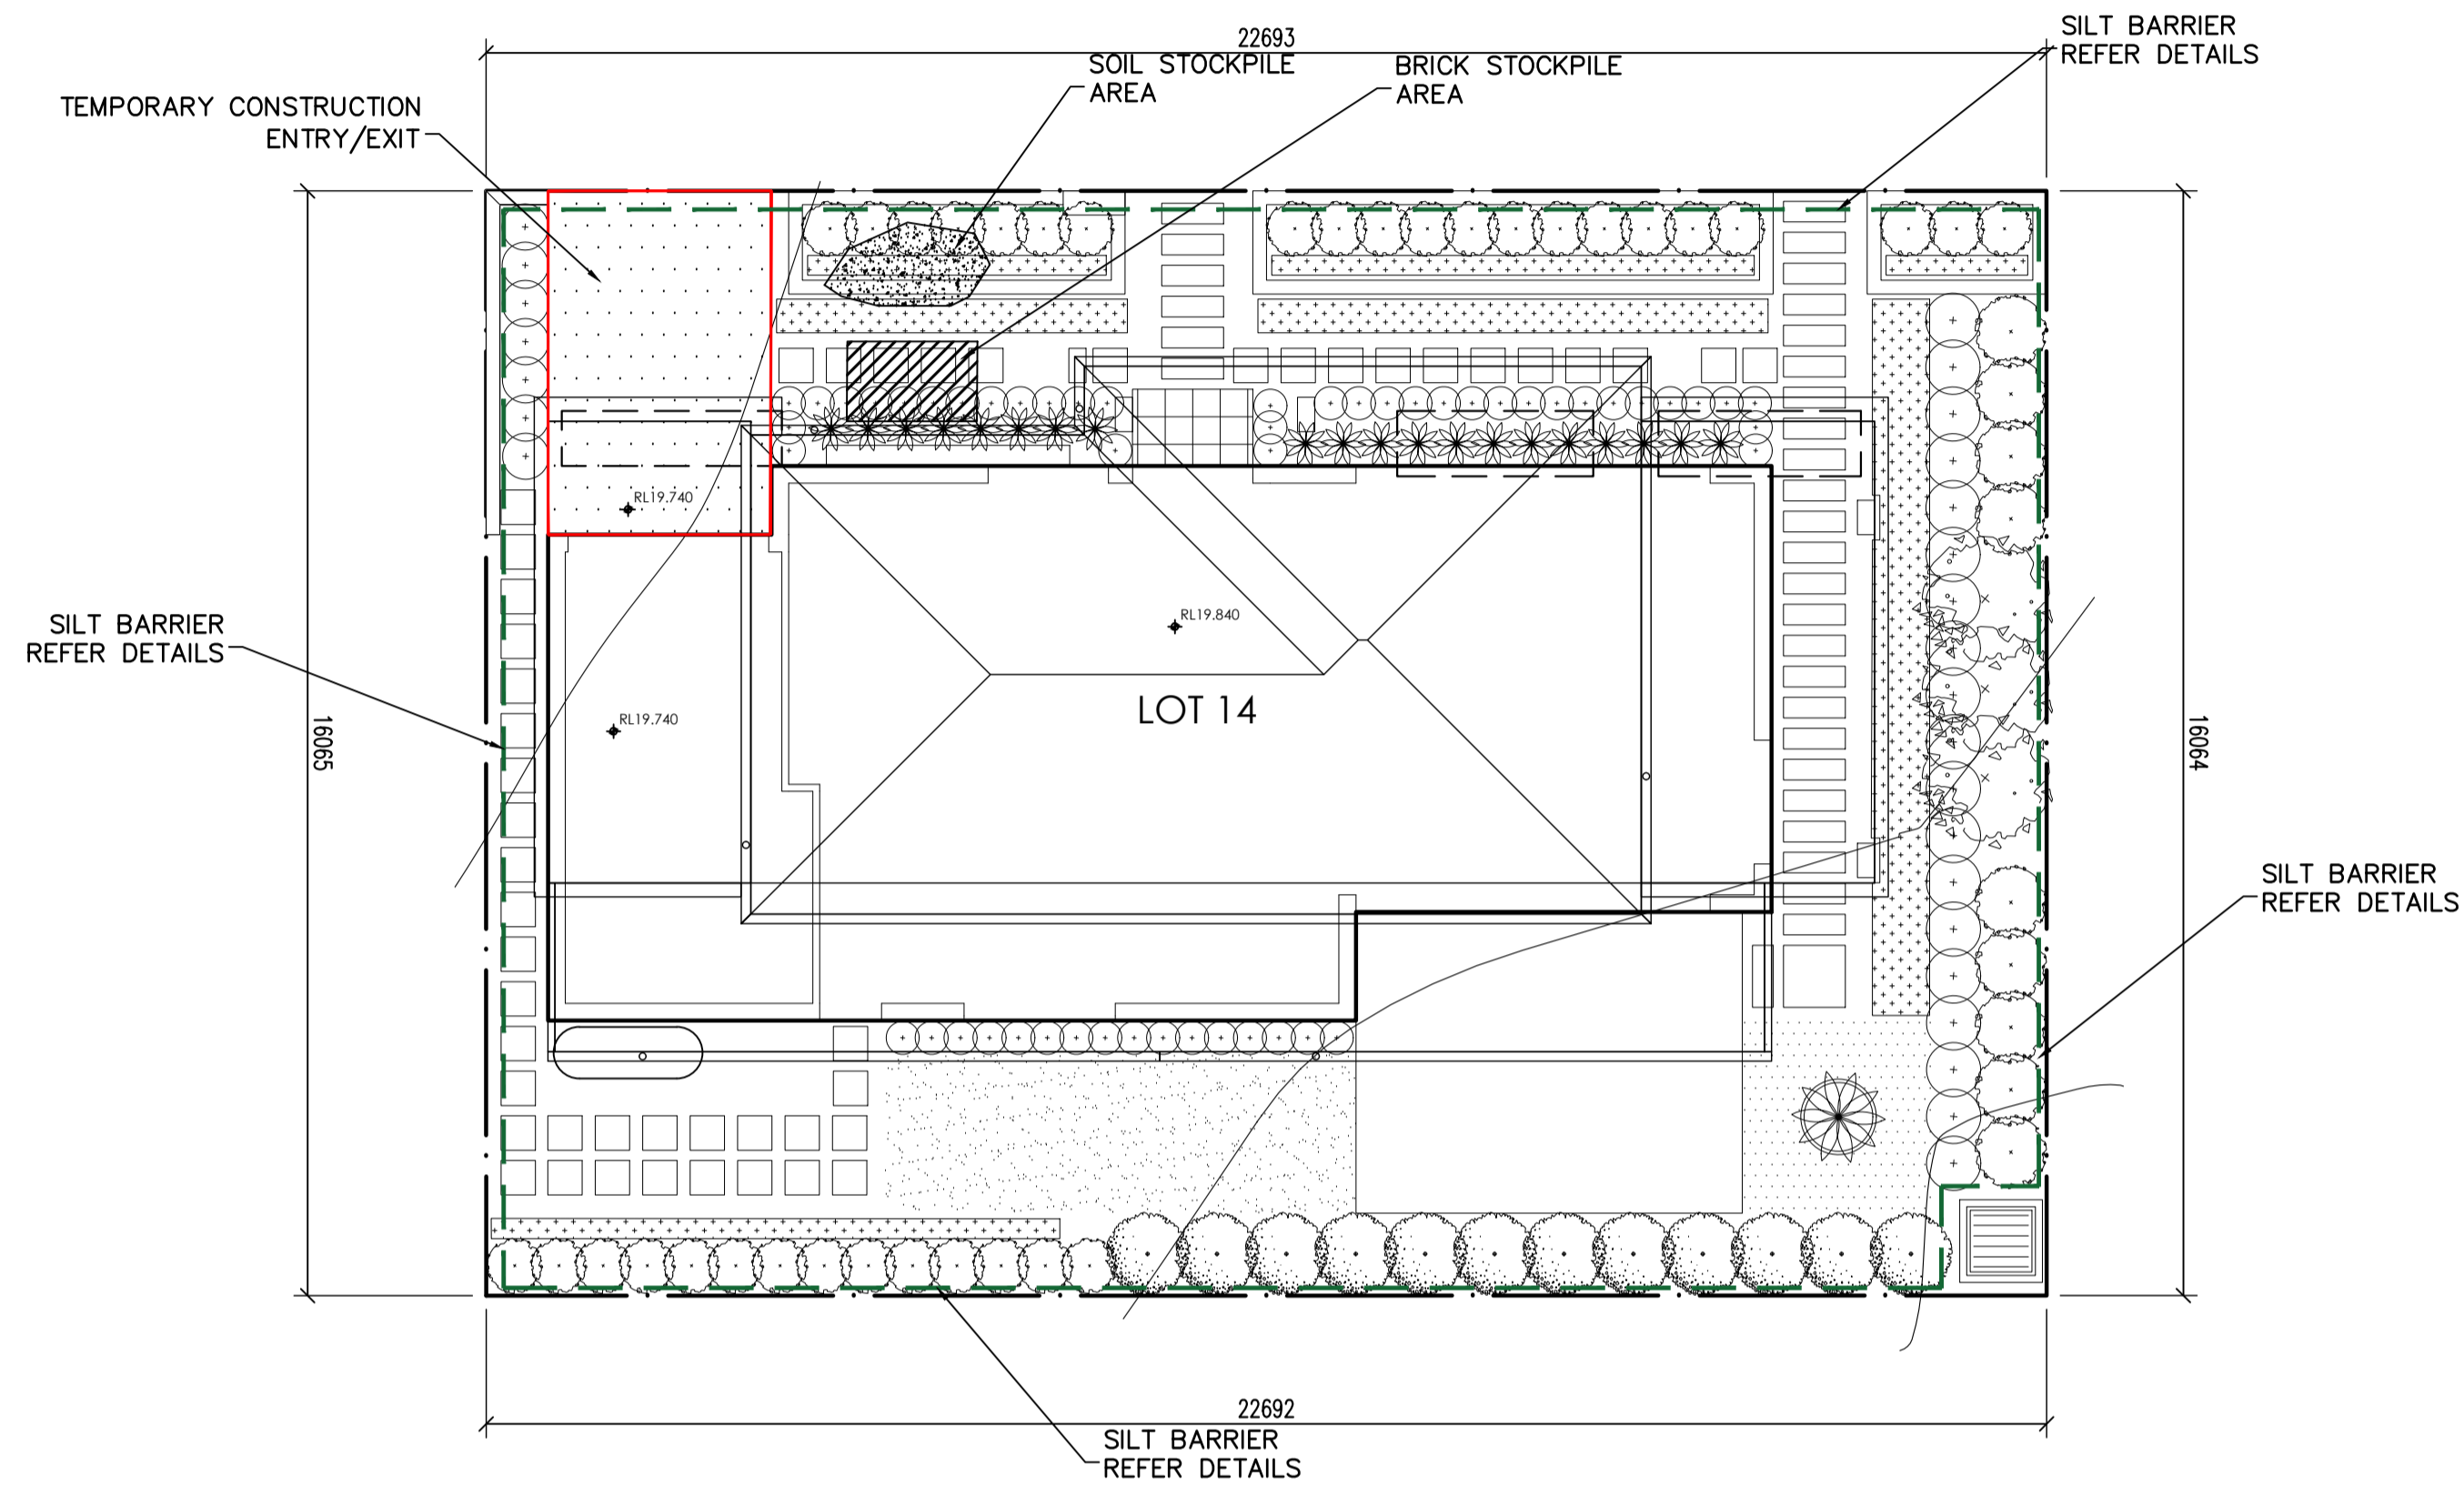 22693
SILT BARRIER
REFER DETAILS
SOIL STOCKPILE
AREA
BRICK STOCKPILE
AREA
TEMPORARY CONSTRUCTION
ENTRY/EXIT
RL19.740
RL19.840
SILT BARRIER
REFER DETAILS
LOT 14
RL19.740
16065
16064
SILT BARRIER
REFER DETAILS
22692
SILT BARRIER
REFER DETAILS